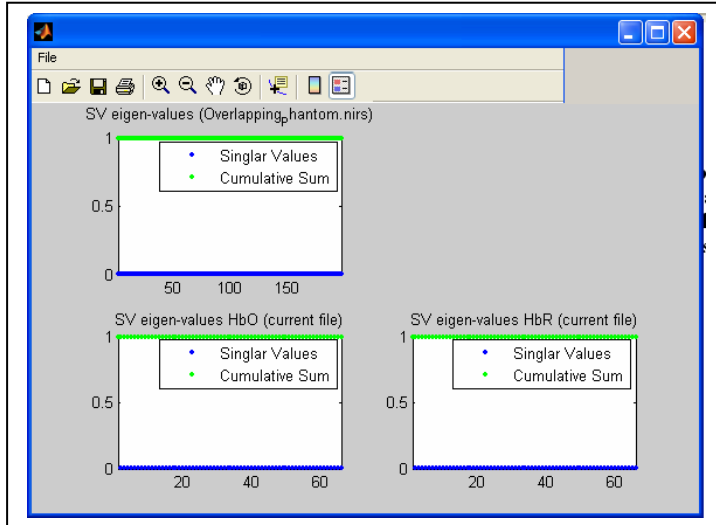 File
SV eigen-values (Overlapping_phantom.nirs)
1
0.5
0
Singlar Values
Cumulative Sum
50 100 150
SV eigen-values HbO (current file)
1
0.5
0
Singlar Values
Cumulative Sum
20 40 60
SV eigen-values HbR (current file)
1
0.5
0
Singlar Values
Cumulative Sum
20 40 60